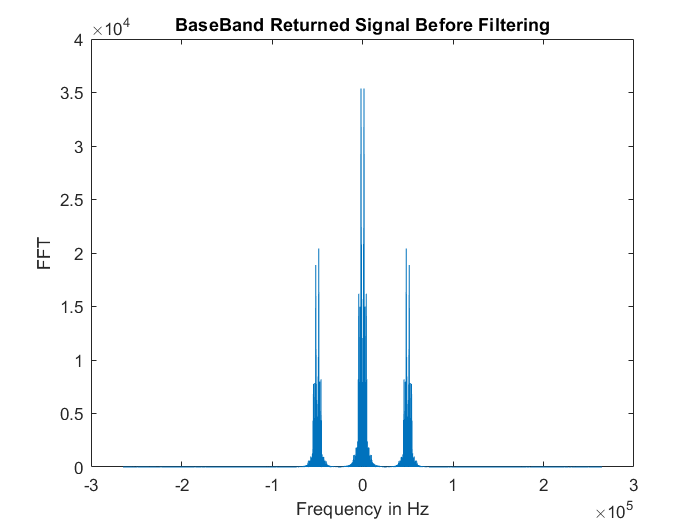 BaseBand Returned Signal Before Filtering
×10⁴
4
3.5
3
2.5
2
1.5
1
0.5
0
FFT
-3 -2 -1 0 1 2 3
Frequency in Hz
×10⁵